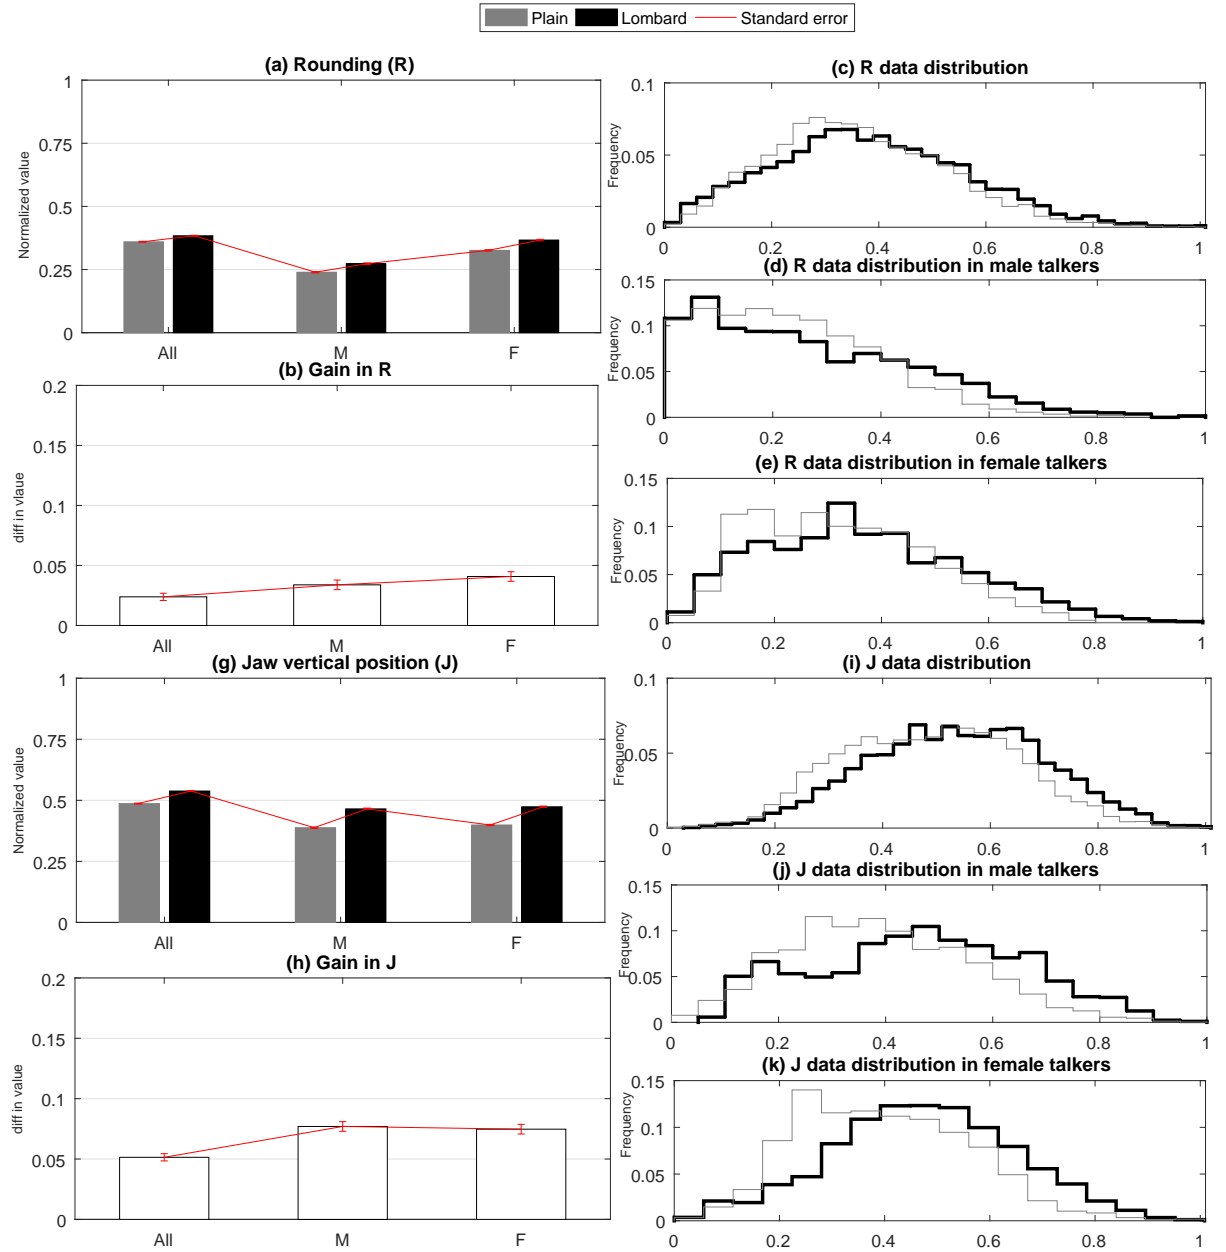 Plain Lombard Standard error
(a) Rounding (R)
1
0.75
0.5
0.25
0
Normalized value
All M F
(b) Gain in R
0.2
0.15
0.1
0.05
0
diff in vlaue
All M F
(g) Jaw vertical position (J)
1
0.75
0.5
0.25
0
Normalized value
All M F
(h) Gain in J
0.2
0.15
0.1
0.05
0
diff in value
All M F
(c) R data distribution
0.1
0.05
0
Frequency
0 0.2 0.4 0.6 0.8 1
(d) R data distribution in male talkers
0.15
0.1
0.05
0
Frequency
0 0.2 0.4 0.6 0.8 1
(e) R data distribution in female talkers
0.15
0.1
0.05
0
Frequency
0 0.2 0.4 0.6 0.8 1
(i) J data distribution
0.1
0.05
0
Frequency
0 0.2 0.4 0.6 0.8 1
(j) J data distribution in male talkers
0.15
0.1
0.05
0
Frequency
0 0.2 0.4 0.6 0.8 1
(k) J data distribution in female talkers
0.15
0.1
0.05
0
Frequency
0 0.2 0.4 0.6 0.8 1